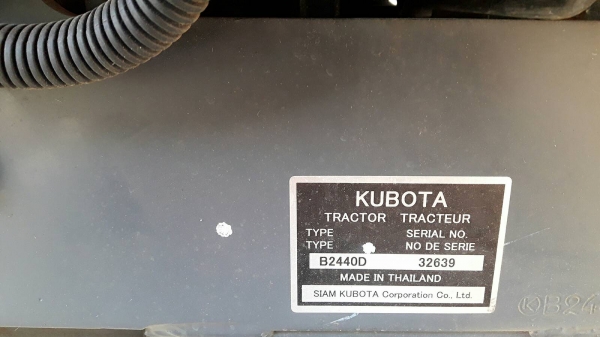 KUBOTA
TRACTOR TRACTEUR
TYPE SERIAL NO.
TYPE NO DE SERIE
B2440D 32639
MADE IN THAILAND
SIAM KUBOTA Corporation Co., Ltd.
B24